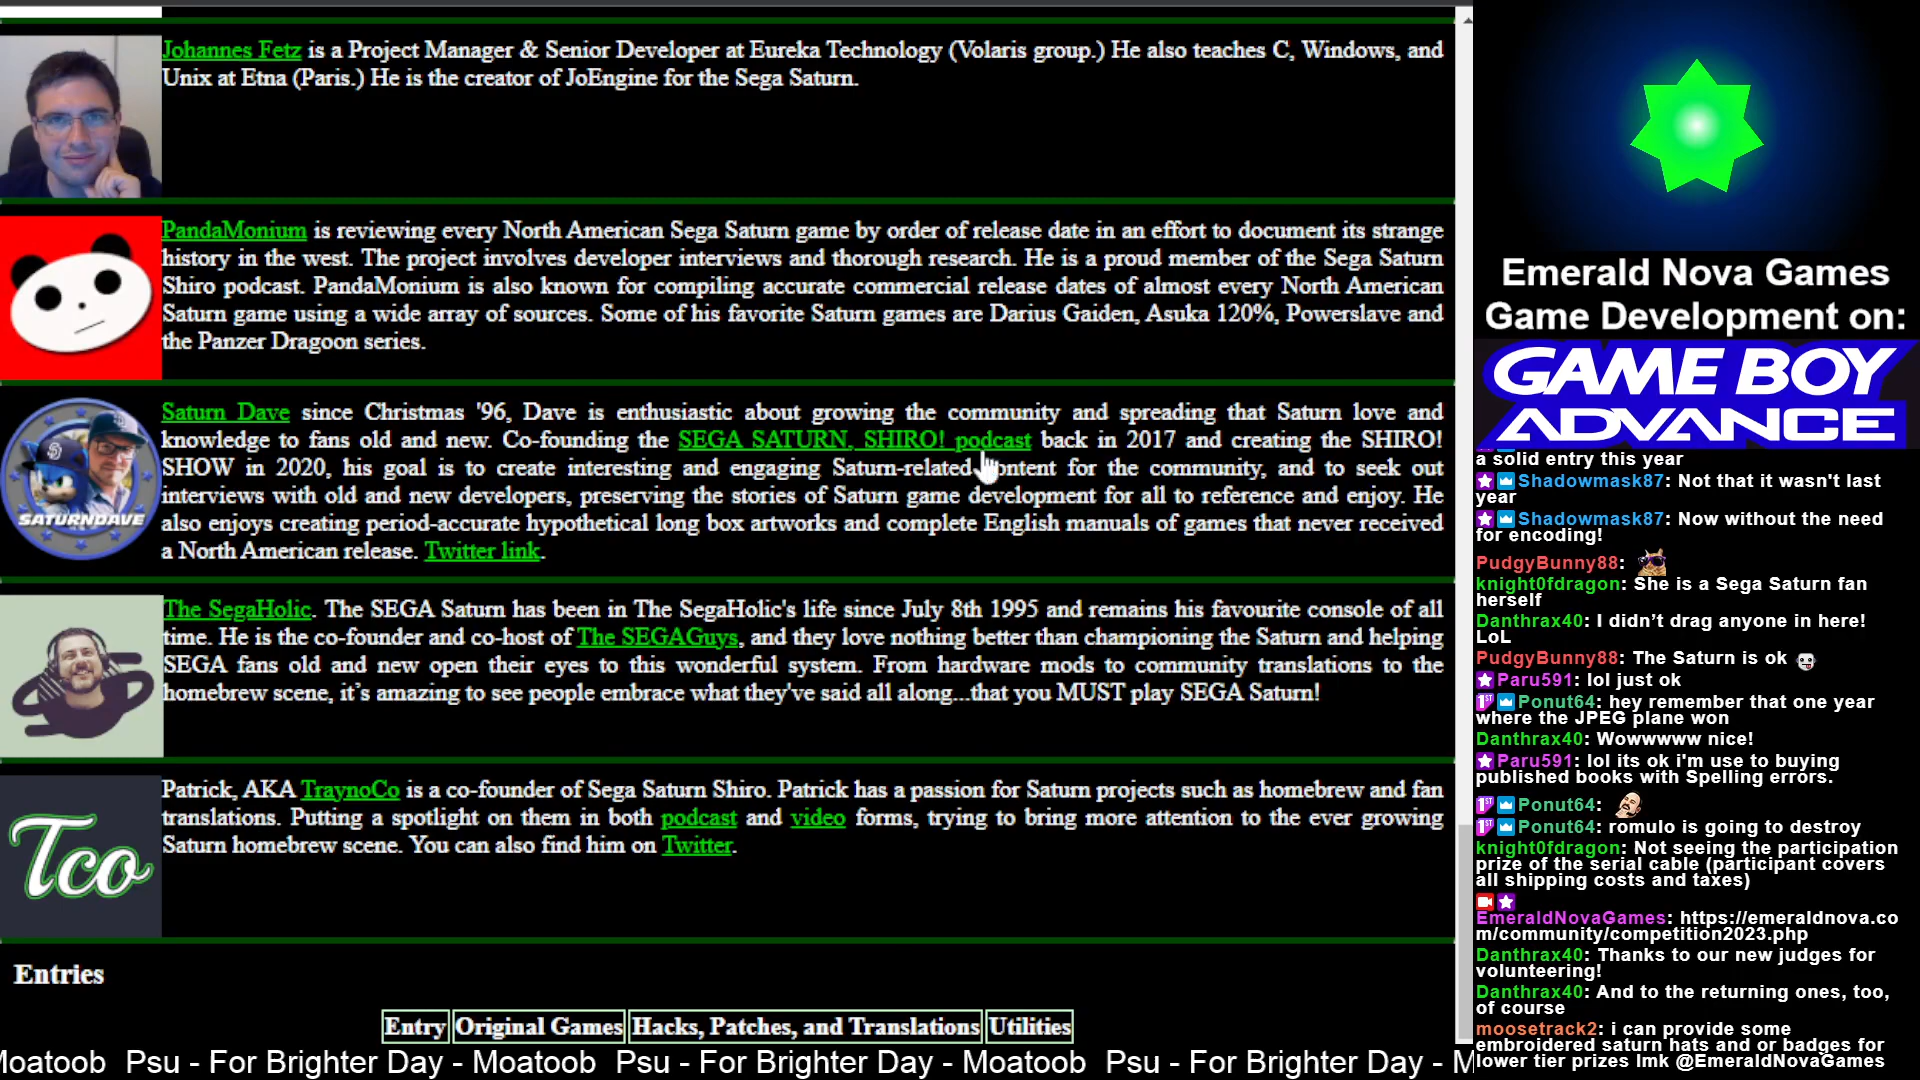 Johannes Fetz is a Project Manager & Senior Developer at Eureka Technology (Volaris group.) He also teaches C, Windows, and
Unix at Etna (Paris.) He is the creator of JoEngine for the Sega Saturn.
PandaMonium is reviewing every North American Sega Saturn game by order of release date in an effort to document its strange
history in the west. The project involves developer interviews and thorough research. He is a proud member of the Sega Saturn
Shiro podcast. PandaMonium is also known for compiling accurate commercial release dates of almost every North American
Saturn game using a wide array of sources. Some of his favorite Saturn games are Darius Gaiden, Asuka 120%, Powerslave and
the Panzer Dragoon series.
SATURNDAVE
Saturn Dave since Christmas '96, Dave is enthusiastic about growing the community and spreading that Saturn love and
knowledge to fans old and new. Co-founding the SEGA SATURN, SHIRO! podcast back in 2017 and creating the SHIRO!
SHOW in 2020, his goal is to create interesting and engaging Saturn-related content for the community, and to seek out
interviews with old and new developers, preserving the stories of Saturn game development for all to reference and enjoy. He
also enjoys creating period-accurate hypothetical long box artworks and complete English manuals of games that never received
a North American release. Twitter link.
The SegaHolic. The SEGA Saturn has been in The SegaHolic's life since July 8th 1995 and remains his favourite console of all
time. He is the co-founder and co-host of The SEGAGuys, and they love nothing better than championing the Saturn and helping
SEGA fans old and new open their eyes to this wonderful system. From hardware mods to community translations to the
homebrew scene, it’s amazing to see people embrace what they've said all along...that you MUST play SEGA Saturn!
Tco
Patrick, AKA TraynoCo is a co-founder of Sega Saturn Shiro. Patrick has a passion for Saturn projects such as homebrew and fan
translations. Putting a spotlight on them in both podcast and video forms, trying to bring more attention to the ever growing
Saturn homebrew scene. You can also find him on Twitter.
Entries
Entry Original Games Hacks, Patches, and Translations Utilities
Moatoob Psu - For Brighter Day - Moatoob Psu - For Brighter Day - Moatoob Psu - For Brighter Day - M
Emerald Nova Games
Game Development on:
GAME BOY
ADVANCE
a solid entry this year
Shadowmask87: Not that it wasn't last
year
Shadowmask87: Now without the need
for encoding!
PudgyBunny88:
knight0fdragon: She is a Sega Saturn fan
herself
Danthrax40: I didn’t drag anyone in here!
LoL
PudgyBunny88: The Saturn is ok
Paru591: lol just ok
1ST Ponut64: hey remember that one year
where the JPEG plane won
Danthrax40: Wowwwww nice!
Paru591: lol its ok i'm use to buying
published books with Spelling errors.
1ST Ponut64:
1ST Ponut64: romulo is going to destroy
knight0fdragon: Not seeing the participation
prize of the serial cable (participant covers
all shipping costs and taxes)
EmeraldNovaGames: https://emeraldnova.co
m/community/competition2023.php
Danthrax40: Thanks to our new judges for
volunteering!
Danthrax40: And to the returning ones, too,
of course
moosetrack2: i can provide some
embroidered saturn hats and or badges for
lower tier prizes lmk @EmeraldNovaGames